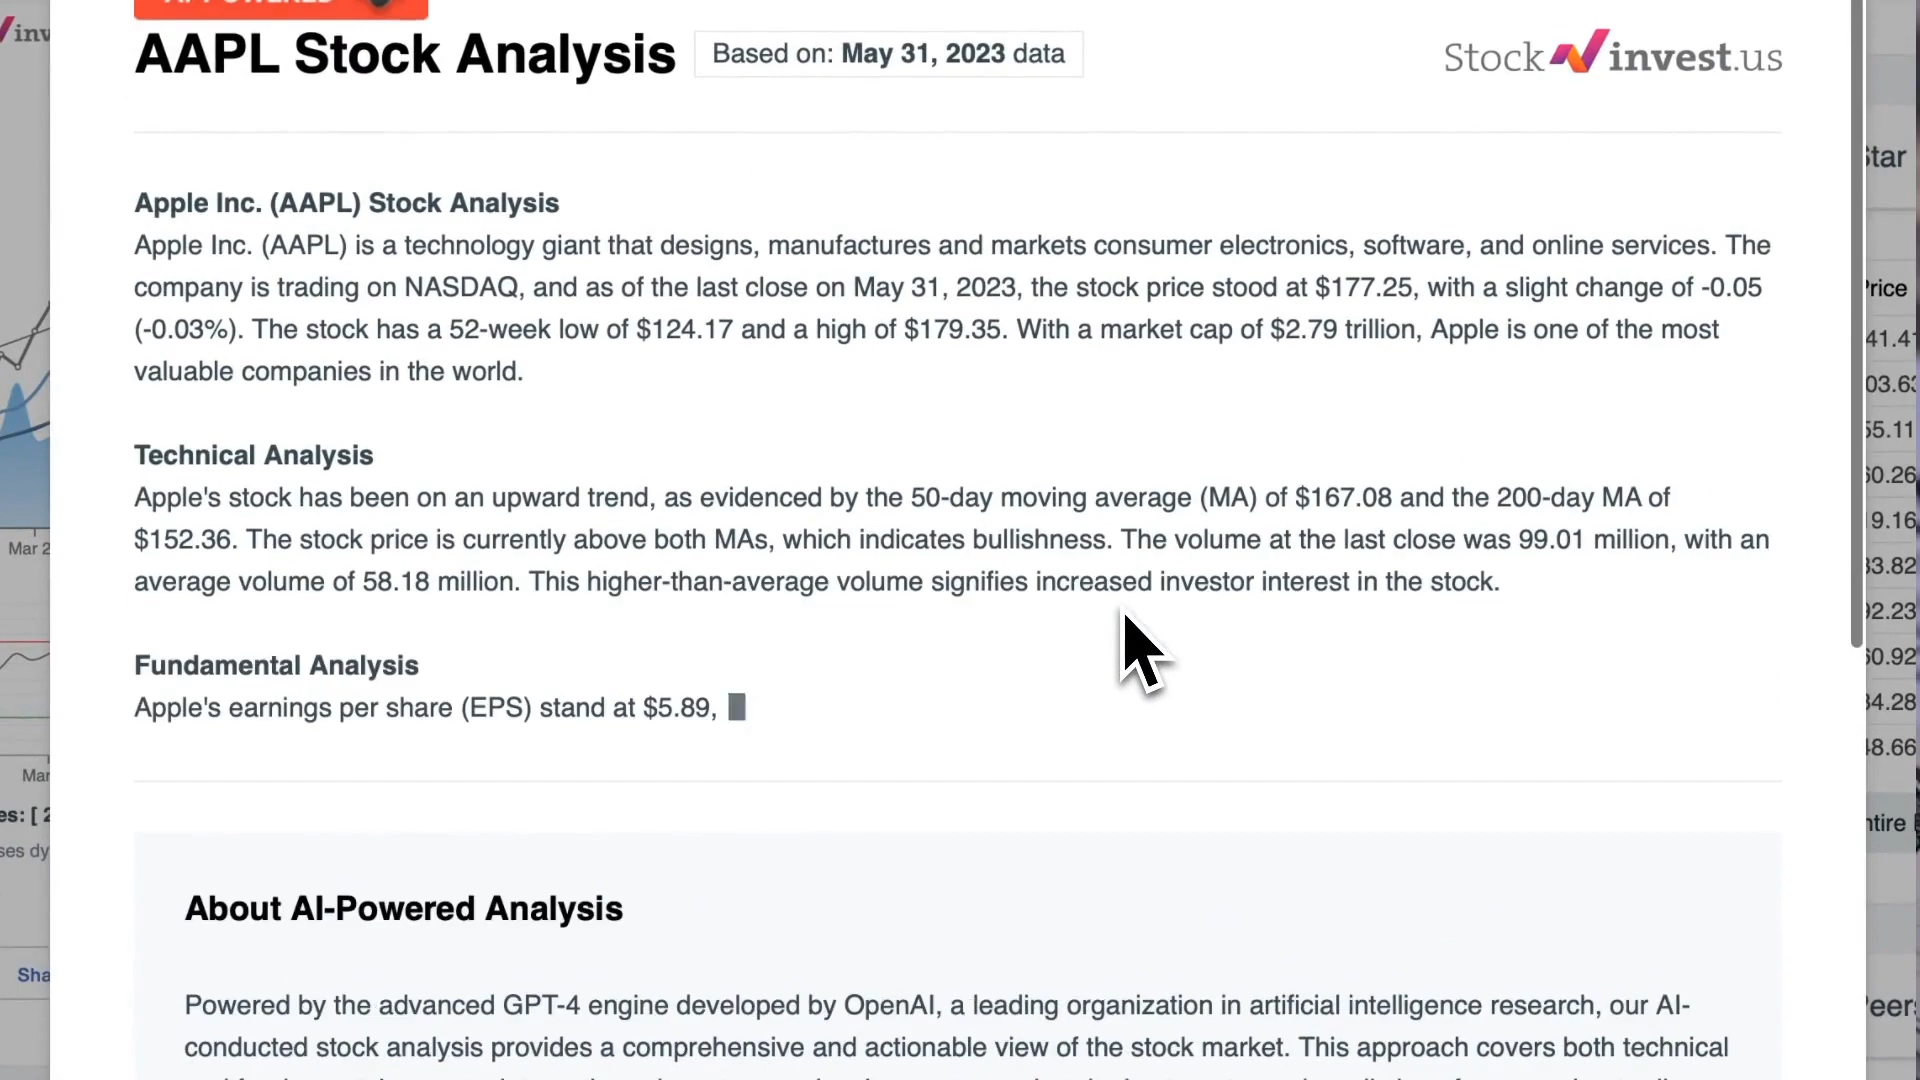 AAPL Stock Analysis
Based on: May 31, 2023 data
Stock invest.us
Apple Inc. (AAPL) Stock Analysis
Apple Inc. (AAPL) is a technology giant that designs, manufactures and markets consumer electronics, software, and online services. The
company is trading on NASDAQ, and as of the last close on May 31, 2023, the stock price stood at $177.25, with a slight change of -0.05
(-0.03%). The stock has a 52-week low of $124.17 and a high of $179.35. With a market cap of $2.79 trillion, Apple is one of the most
valuable companies in the world.
Technical Analysis
Apple's stock has been on an upward trend, as evidenced by the 50-day moving average (MA) of $167.08 and the 200-day MA of
$152.36. The stock price is currently above both MAs, which indicates bullishness. The volume at the last close was 99.01 million, with an
average volume of 58.18 million. This higher-than-average volume signifies increased investor interest in the stock.
Fundamental Analysis
Apple's earnings per share (EPS) stand at $5.89,
About AI-Powered Analysis
Powered by the advanced GPT-4 engine developed by OpenAI, a leading organization in artificial intelligence research, our AI-
conducted stock analysis provides a comprehensive and actionable view of the stock market. This approach covers both technical